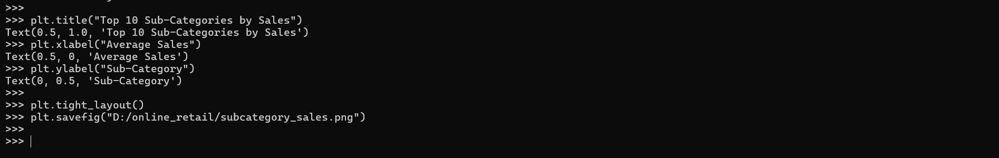 >>>
>>> plt.title("Top 10 Sub-Categories by Sales")
Text(0.5, 1.0, 'Top 10 Sub-Categories by Sales')
>>> plt.xlabel("Average Sales")
Text(0.5, 0, 'Average Sales')
>>> plt.ylabel("Sub-Category")
Text(0, 0.5, 'Sub-Category')
>>>
>>> plt.tight_layout()
>>> plt.savefig("D:/online_retail/subcategory_sales.png")
>>>
>>>